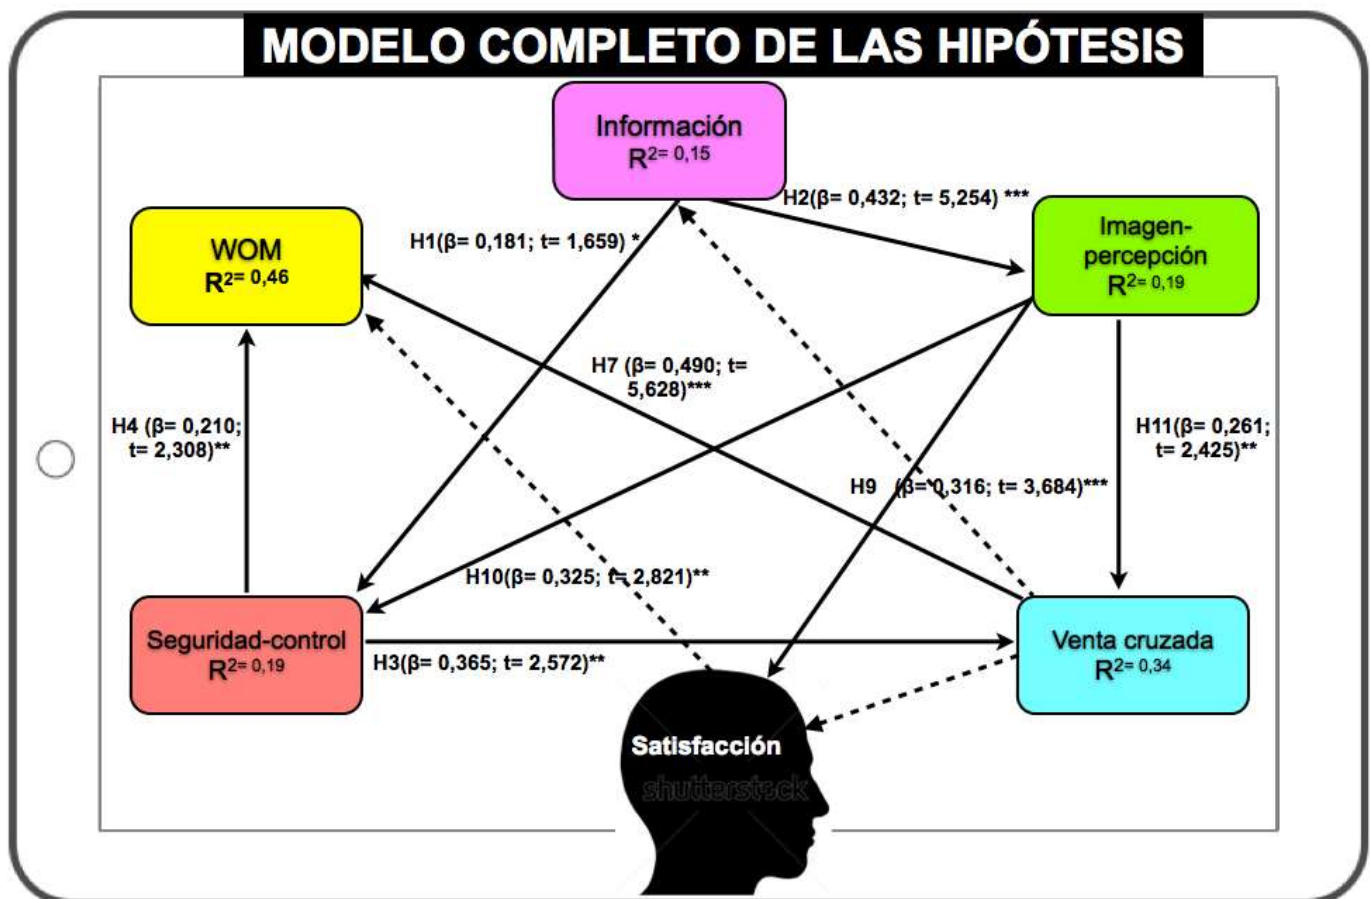 MODELO COMPLETO DE LAS HIPÓTESIS
Información
R²= 0,15
H2(β= 0,432; t= 5,254) ***
Imagen-
percepción
R²= 0,19
WOM
R²= 0,46
H1(β= 0,181; t= 1,659) *
H7 (β= 0,490; t=
5,628)***
H4 (β= 0,210;
t= 2,308)**
H11(β= 0,261;
t= 2,425)**
H9 (β= 0,316; t= 3,684)***
H10(β= 0,325; t= 2,821)**
Seguridad-control
R²= 0,19
H3(β= 0,365; t= 2,572)**
Venta cruzada
R²= 0,34
Satisfacción
shutterstock